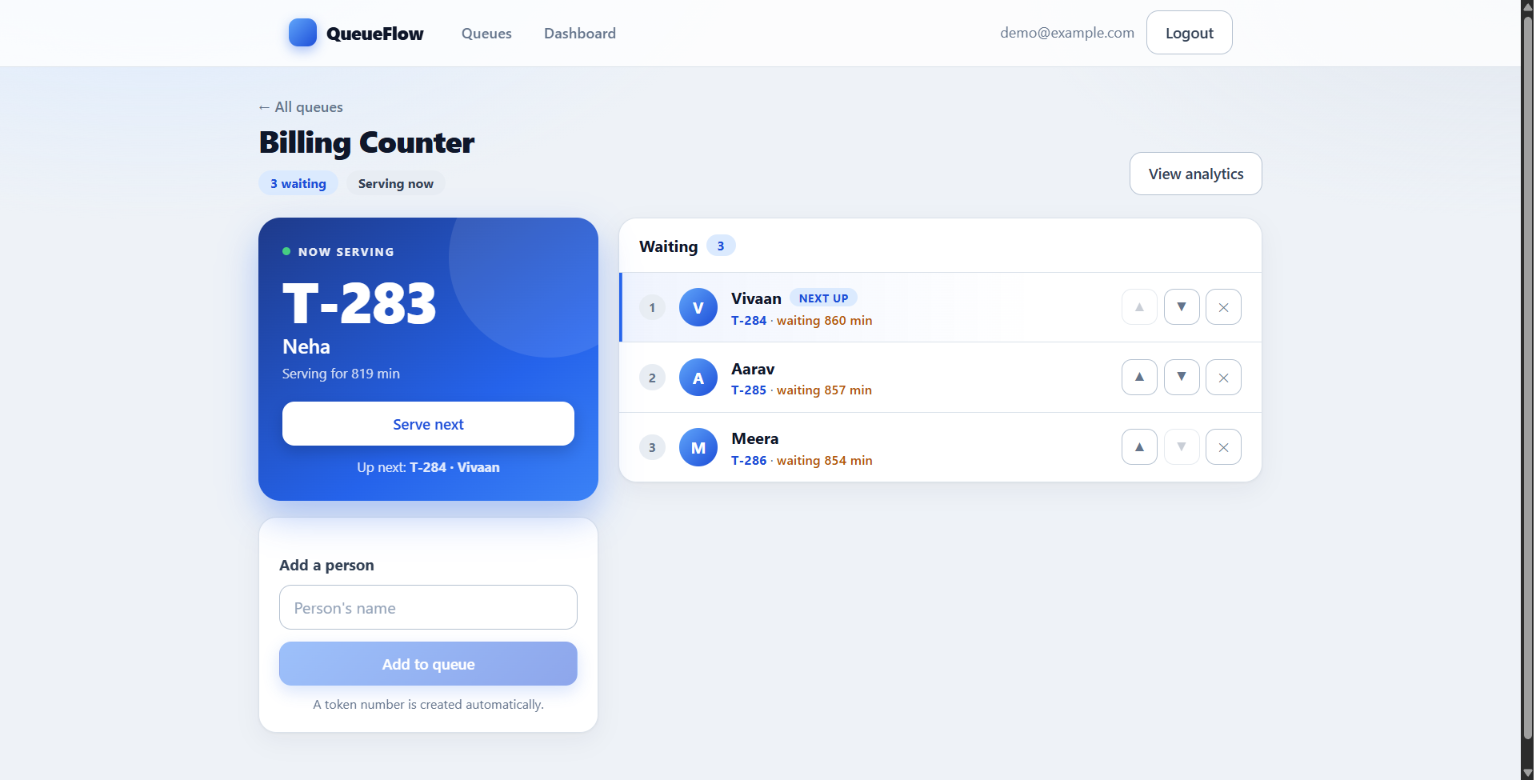 QueueFlow Queues Dashboard demo@example.com Logout
← All queues
Billing Counter
3 waiting Serving now
View analytics
NOW SERVING
T-283
Neha
Serving for 819 min
Serve next
Up next: T-284 · Vivaan
Add a person
Person's name
Add to queue
A token number is created automatically.
Waiting 3
1 V Vivaan NEXT UP
T-284 · waiting 860 min
2 A Aarav
T-285 · waiting 857 min
3 M Meera
T-286 · waiting 854 min